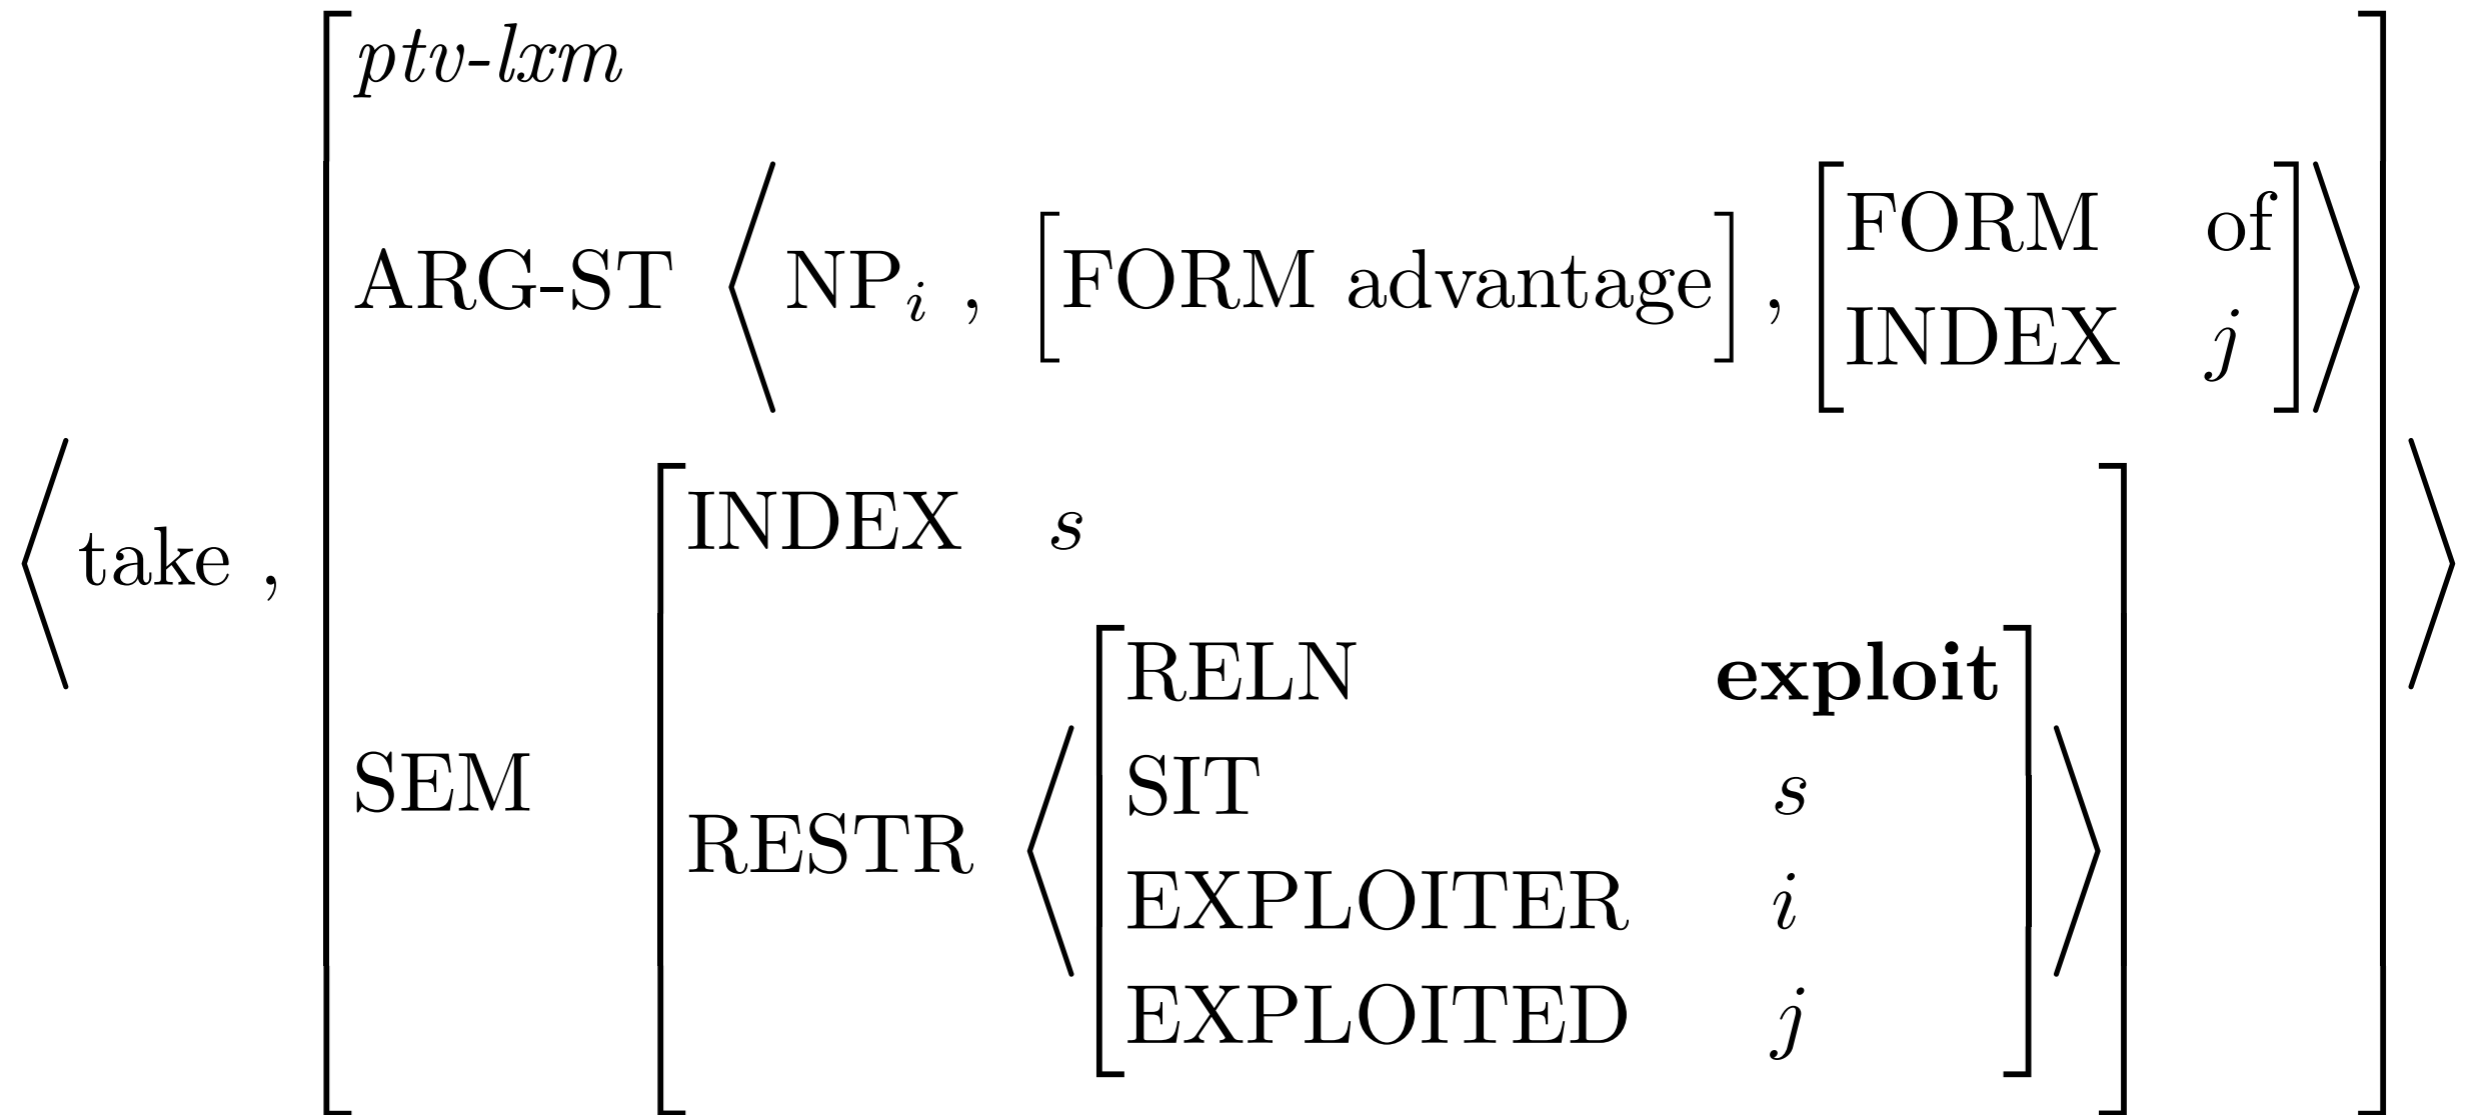 ptv-lxm
ARG-ST ⟨ NP_i , [FORM advantage] , [FORM of
INDEX j] ⟩
⟨ take ,
INDEX s
SEM
RESTR
RELN exploit
SIT s
EXPLOITER i
EXPLOITED j